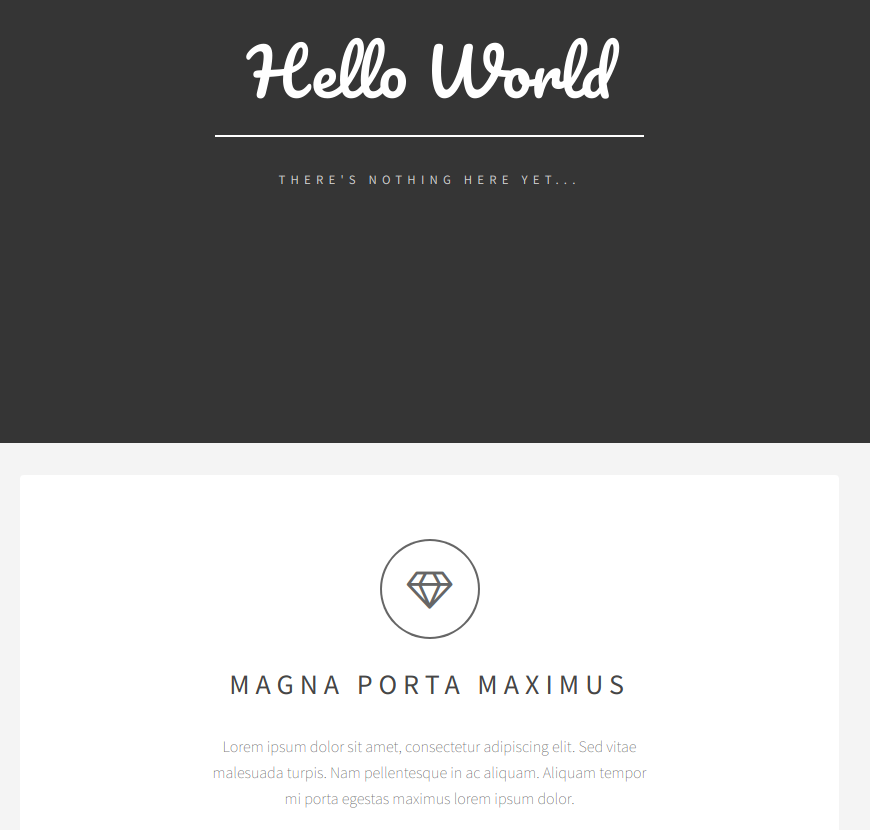 Hello World
THERE'S NOTHING HERE YET...
MAGNA PORTA MAXIMUS
Lorem ipsum dolor sit amet, consectetur adipiscing elit. Sed vitae
malesuada turpis. Nam pellentesque in ac aliquam. Aliquam tempor
mi porta egestas maximus lorem ipsum dolor.